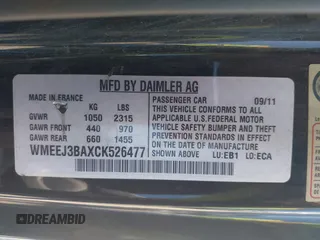 MADE IN FRANCE
MFD BY DAIMLER AG
KG LBS
GVWR 1050 2315
GAWR FRONT 440 970
GAWR REAR 660 1455
PASSENGER CAR 09/11
THIS VEHICLE CONFORMS TO ALL
APPLICABLE U.S. FEDERAL MOTOR
VEHICLE SAFETY BUMPER AND THEFT
PREVENTION STANDARDS IN EFFECT ON
THE DATE OF MANUFACTURE SHOWN
ABOVE
WMEEJ3BAXCK526477
LU:EB1 LD:ECA
AutoBidMaster